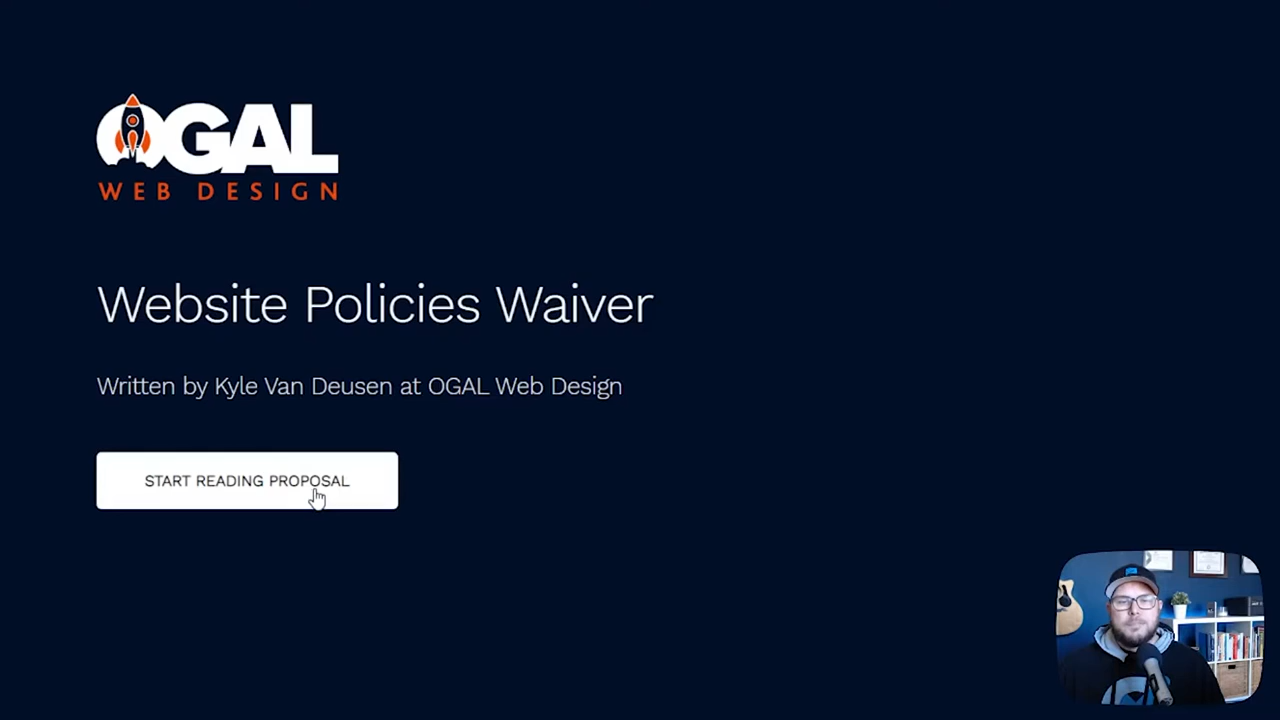 OGAL
WEB DESIGN
Website Policies Waiver
Written by Kyle Van Deusen at OGAL Web Design
START READING PROPOSAL